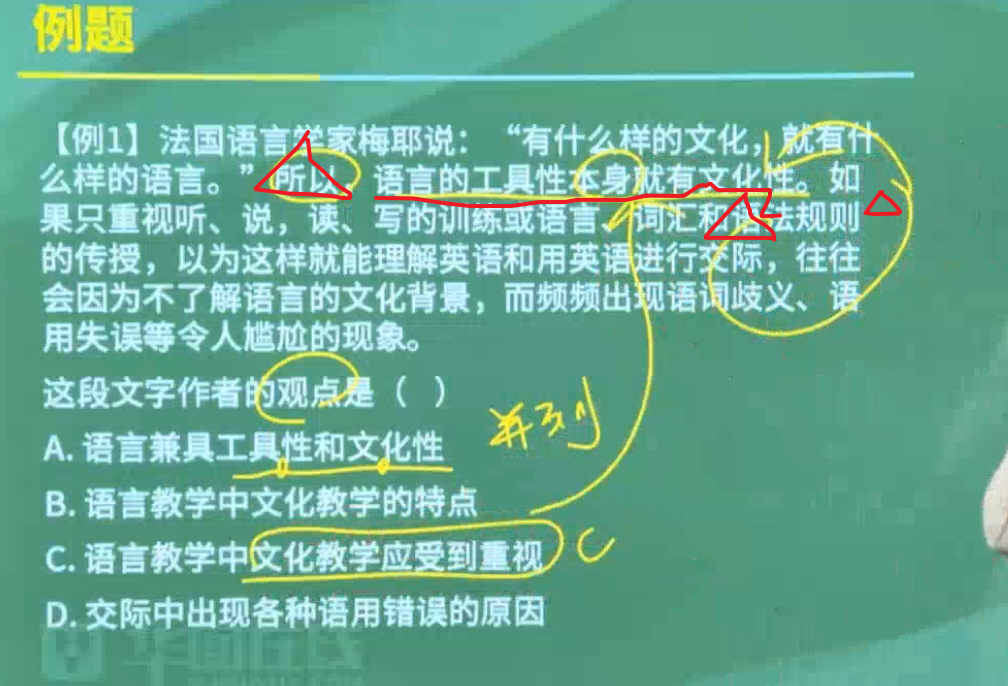 例题
【例1】法国语言学家梅耶说：“有什么样的文化，就有什
么样的语言。”所以，语言的工具性本身就有文化性。如
果只重视听、说，读、写的训练或语言、词汇和语法规则
的传授，以为这样就能理解英语和用英语进行交际，往往
会因为不了解语言的文化背景，而频频出现语词歧义、语
用失误等令人尴尬的现象。
这段文字作者的观点是（ ）
并列
A. 语言兼具工具性和文化性
B. 语言教学中文化教学的特点
C. 语言教学中文化教学应受到重视 C
D. 交际中出现各种语用错误的原因
华图在线